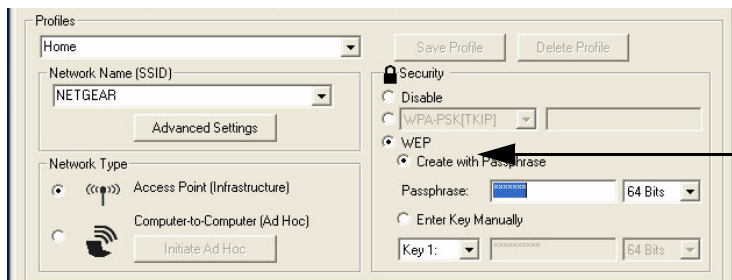 Profiles
Home
Save Profile
Delete Profile
Network Name (SSID)
NETGEAR
Advanced Settings
Network Type
Access Point (Infrastructure)
Computer-to-Computer (Ad Hoc)
Initiate Ad Hoc
Security
Disable
WPA-PSK[TKIP]
WEP
Create with Passphrase
Passphrase: ******* 64 Bits
Enter Key Manually
Key 1: ********** 64 Bits